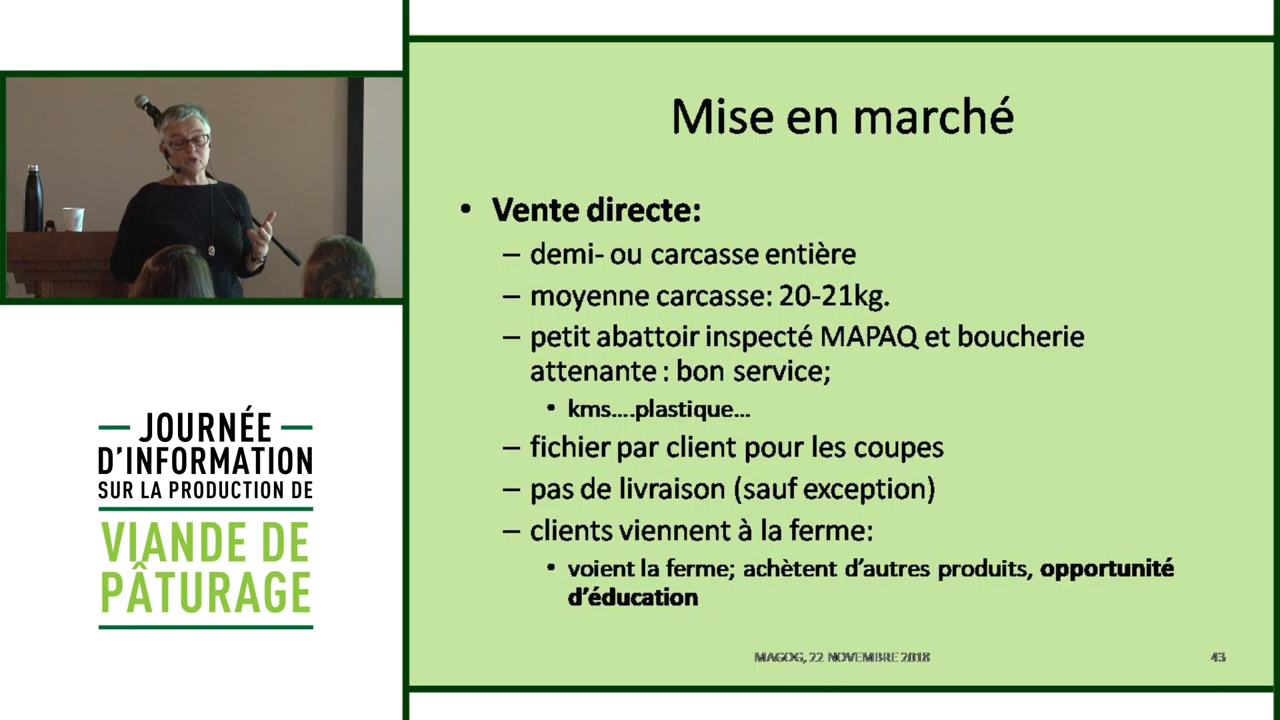 Mise en marché
• Vente directe:
– demi- ou carcasse entière
– moyenne carcasse: 20-21kg.
– petit abattoir inspecté MAPAQ et boucherie
attenante : bon service;
• kms….plastique…
– fichier par client pour les coupes
– pas de livraison (sauf exception)
– clients viennent à la ferme:
• voient la ferme; achètent d'autres produits, opportunité
d'éducation
MAGOG, 22 NOVEMBRE 2018
43
JOURNÉE
D'INFORMATION
SUR LA PRODUCTION DE
VIANDE DE
PÂTURAGE